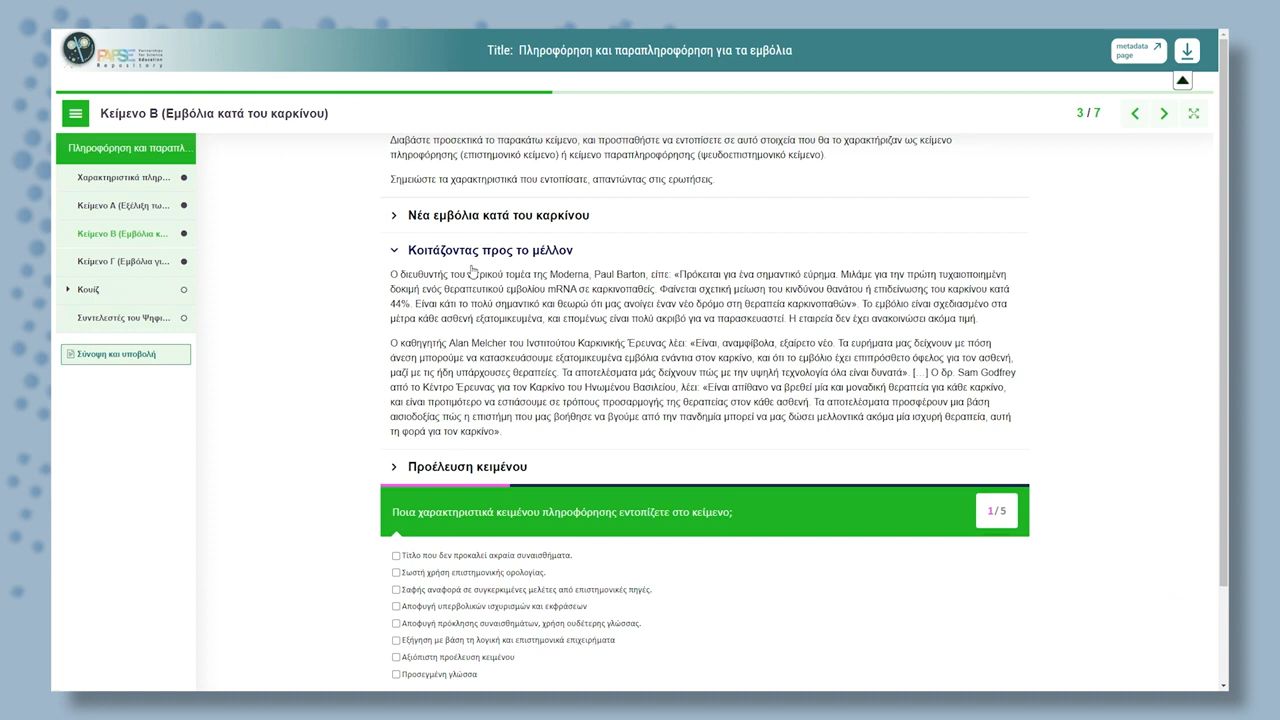 PAFSE
Partnerships
for Science
Education
Repository
Title: Πληροφόρηση και παραπληροφόρηση για τα εμβόλια
metadata
page
Κείμενο Β (Εμβόλια κατά του καρκίνου)
3 / 7
Πληροφόρηση και παραπλ...
Χαρακτηριστικά πληρ...
Κείμενο Α (Εξέλιξη τω...
Κείμενο Β (Εμβόλια κ...
Κείμενο Γ (Εμβόλια γι...
Κουίζ
Συντελεστές του Ψηφι...
Σύνοψη και υποβολή
Διαβάστε προσεκτικά το παρακάτω κείμενο, και προσπαθήστε να εντοπίσετε σε αυτό στοιχεία που θα το χαρακτήριζαν ως κείμενο
πληροφόρησης (επιστημονικό κείμενο) ή κείμενο παραπληροφόρησης (ψευδοεπιστημονικό κείμενο).
Σημειώστε τα χαρακτηριστικά που εντοπίσατε, απαντώντας στις ερωτήσεις.
Νέα εμβόλια κατά του καρκίνου
Κοιτάζοντας προς το μέλλον
Ο διευθυντής του ιατρικού τομέα της Moderna, Paul Barton, είπε: «Πρόκειται για ένα σημαντικό εύρημα. Μιλάμε για την πρώτη τυχαιοποιημένη
δοκιμή ενός θεραπευτικού εμβολίου mRNA σε καρκινοπαθείς. Φαίνεται σχετική μείωση του κινδύνου θανάτου ή επιδείνωσης του καρκίνου κατά
44%. Είναι κάτι το πολύ σημαντικό και θεωρώ ότι μας ανοίγει έναν νέο δρόμο στη θεραπεία καρκινοπαθών». Το εμβόλιο είναι σχεδιασμένο στα
μέτρα κάθε ασθενή εξατομικευμένα, και επομένως είναι πολύ ακριβό για να παρασκευαστεί. Η εταιρεία δεν έχει ανακοινώσει ακόμα τιμή.
Ο καθηγητής Alan Melcher του Ινστιτούτου Καρκινικής Έρευνας λέει: «Είναι, αναμφίβολα, εξαίρετο νέο. Τα ευρήματα μας δείχνουν με πόση
άνεση μπορούμε να κατασκευάσουμε εξατομικευμένα εμβόλια ενάντια στον καρκίνο, και ότι το εμβόλιο έχει επιπρόσθετο όφελος για τον ασθενή,
μαζί με τις ήδη υπάρχουσες θεραπείες. Τα αποτελέσματα μάς δείχνουν πώς με την υψηλή τεχνολογία όλα είναι δυνατά». [...] Ο δρ. Sam Godfrey
από το Κέντρο Έρευνας για τον Καρκίνο του Ηνωμένου Βασιλείου, λέει: «Είναι απίθανο να βρεθεί μία και μοναδική θεραπεία για κάθε καρκίνο,
και είναι προτιμότερο να εστιάσουμε σε τρόπους προσαρμογής της θεραπείας στον κάθε ασθενή. Τα αποτελέσματα προσφέρουν μια βάση
αισιοδοξίας πώς η επιστήμη που μας βοήθησε να βγούμε από την πανδημία μπορεί να μας δώσει μελλοντικά ακόμα μία ισχυρή θεραπεία, αυτή
τη φορά για τον καρκίνο».
Προέλευση κειμένου
Ποια χαρακτηριστικά κειμένου πληροφόρησης εντοπίζετε στο κείμενο;
1 / 5
Τίτλο που δεν προκαλεί ακραία συναισθήματα.
Σωστή χρήση επιστημονικής ορολογίας.
Σαφής αναφορά σε συγκερκιμένες μελέτες από επιστημονικές πηγές.
Αποφυγή υπερβολικών ισχυρισμών και εκφράσεων
Αποφυγή πρόκλησης συναισθημάτων, χρήση ουδέτερης γλώσσας.
Εξήγηση με βάση τη λογική και επιστημονικά επιχειρήματα
Αξιόπιστη προέλευση κειμένου
Προσεγμένη γλώσσα